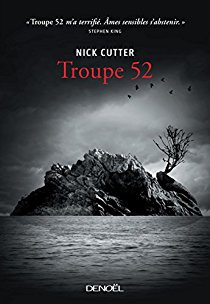 « Troupe 52 m'a terrifié. Âmes sensibles s'abstenir. »
STEPHEN KING
NICK CUTTER
Troupe 52
DENOËL